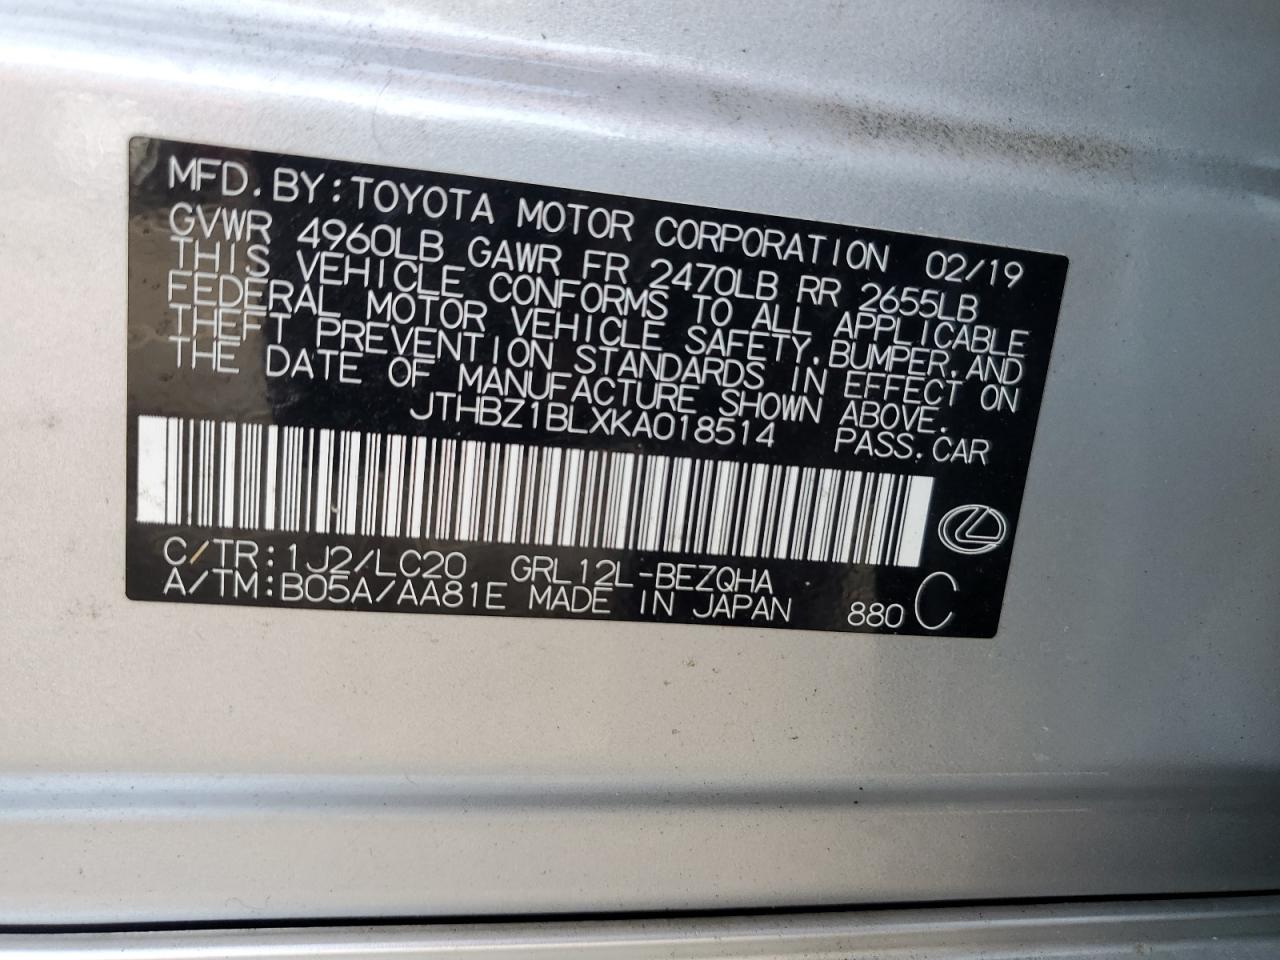 MFD. BY: TOYOTA MOTOR CORPORATION 02/19
GVWR 4960LB GAWR FR 2470LB RR 2655LB
THIS VEHICLE CONFORMS TO ALL APPLICABLE
FEDERAL MOTOR VEHICLE SAFETY, BUMPER, AND
THEFT PREVENTION STANDARDS IN EFFECT ON
THE DATE OF MANUFACTURE SHOWN ABOVE.
JTHBZ1BLXKA018514 PASS. CAR
C/TR: 1J2/LC20 GRL12L-BEZQHA
A/TM: B05A/AA81E MADE IN JAPAN 880 C